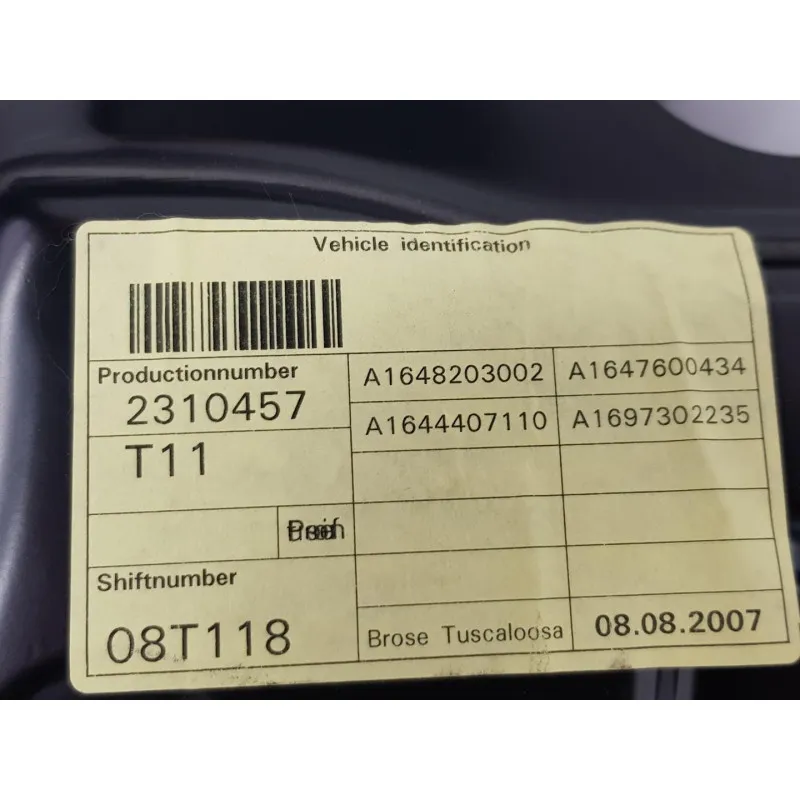 Vehicle identification
Productionnumber
2310457
T11
A1648203002 A1647600434
A1644407110 A1697302235
Shiftnumber
08T118
Brose Tuscaloosa 08.08.2007